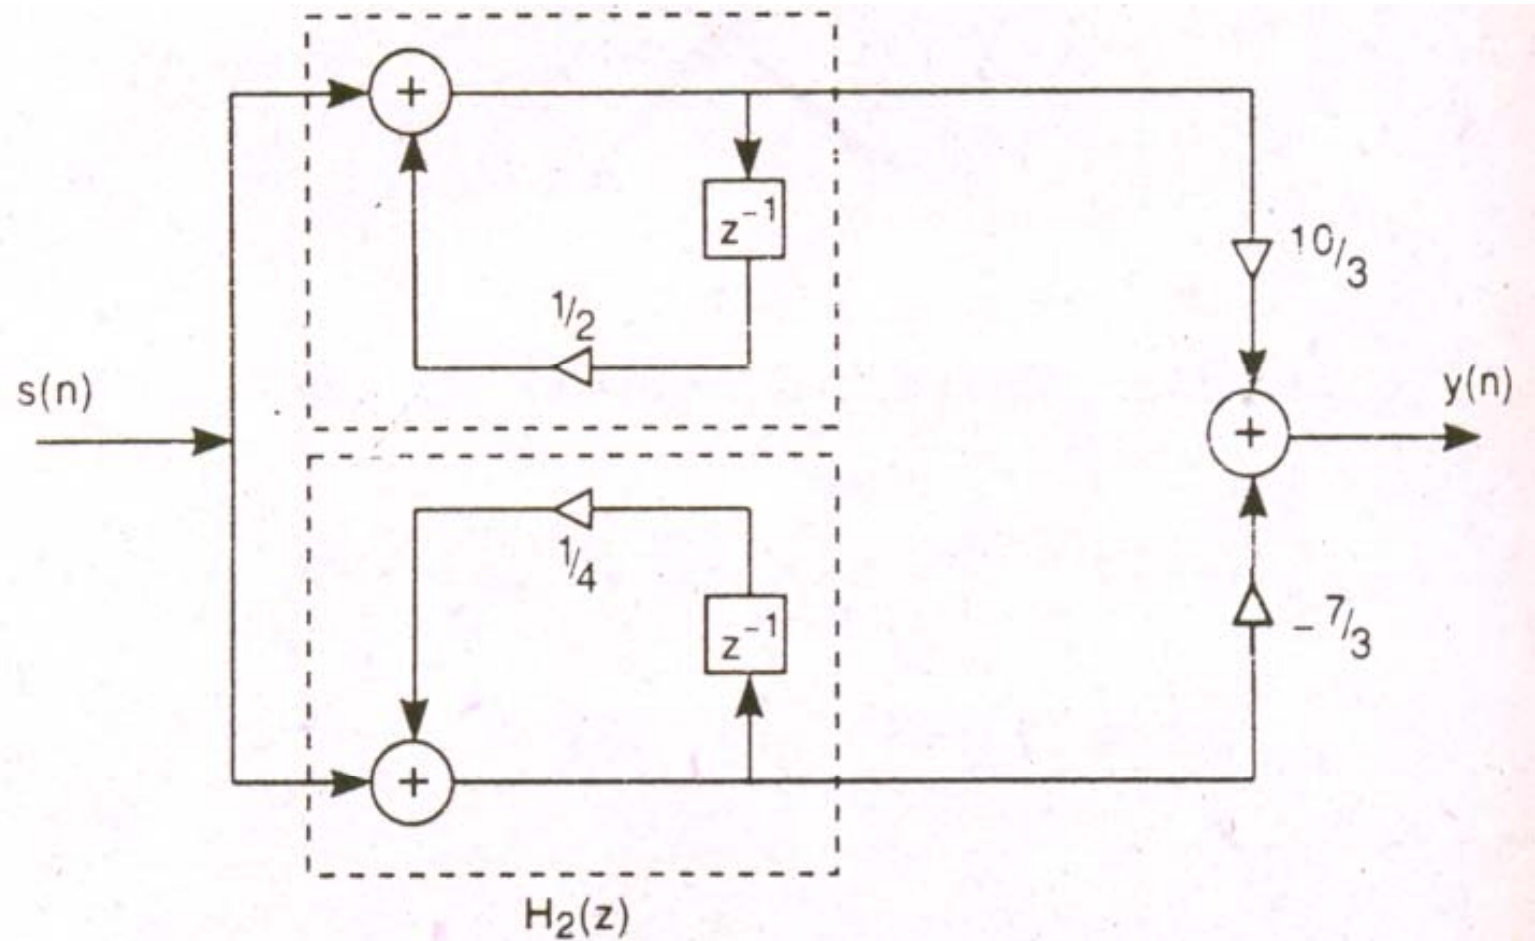 +
z⁻¹
10/3
1/2
s(n)
y(n)
+
1/4
z⁻¹
– 7/3
+
H₂(z)